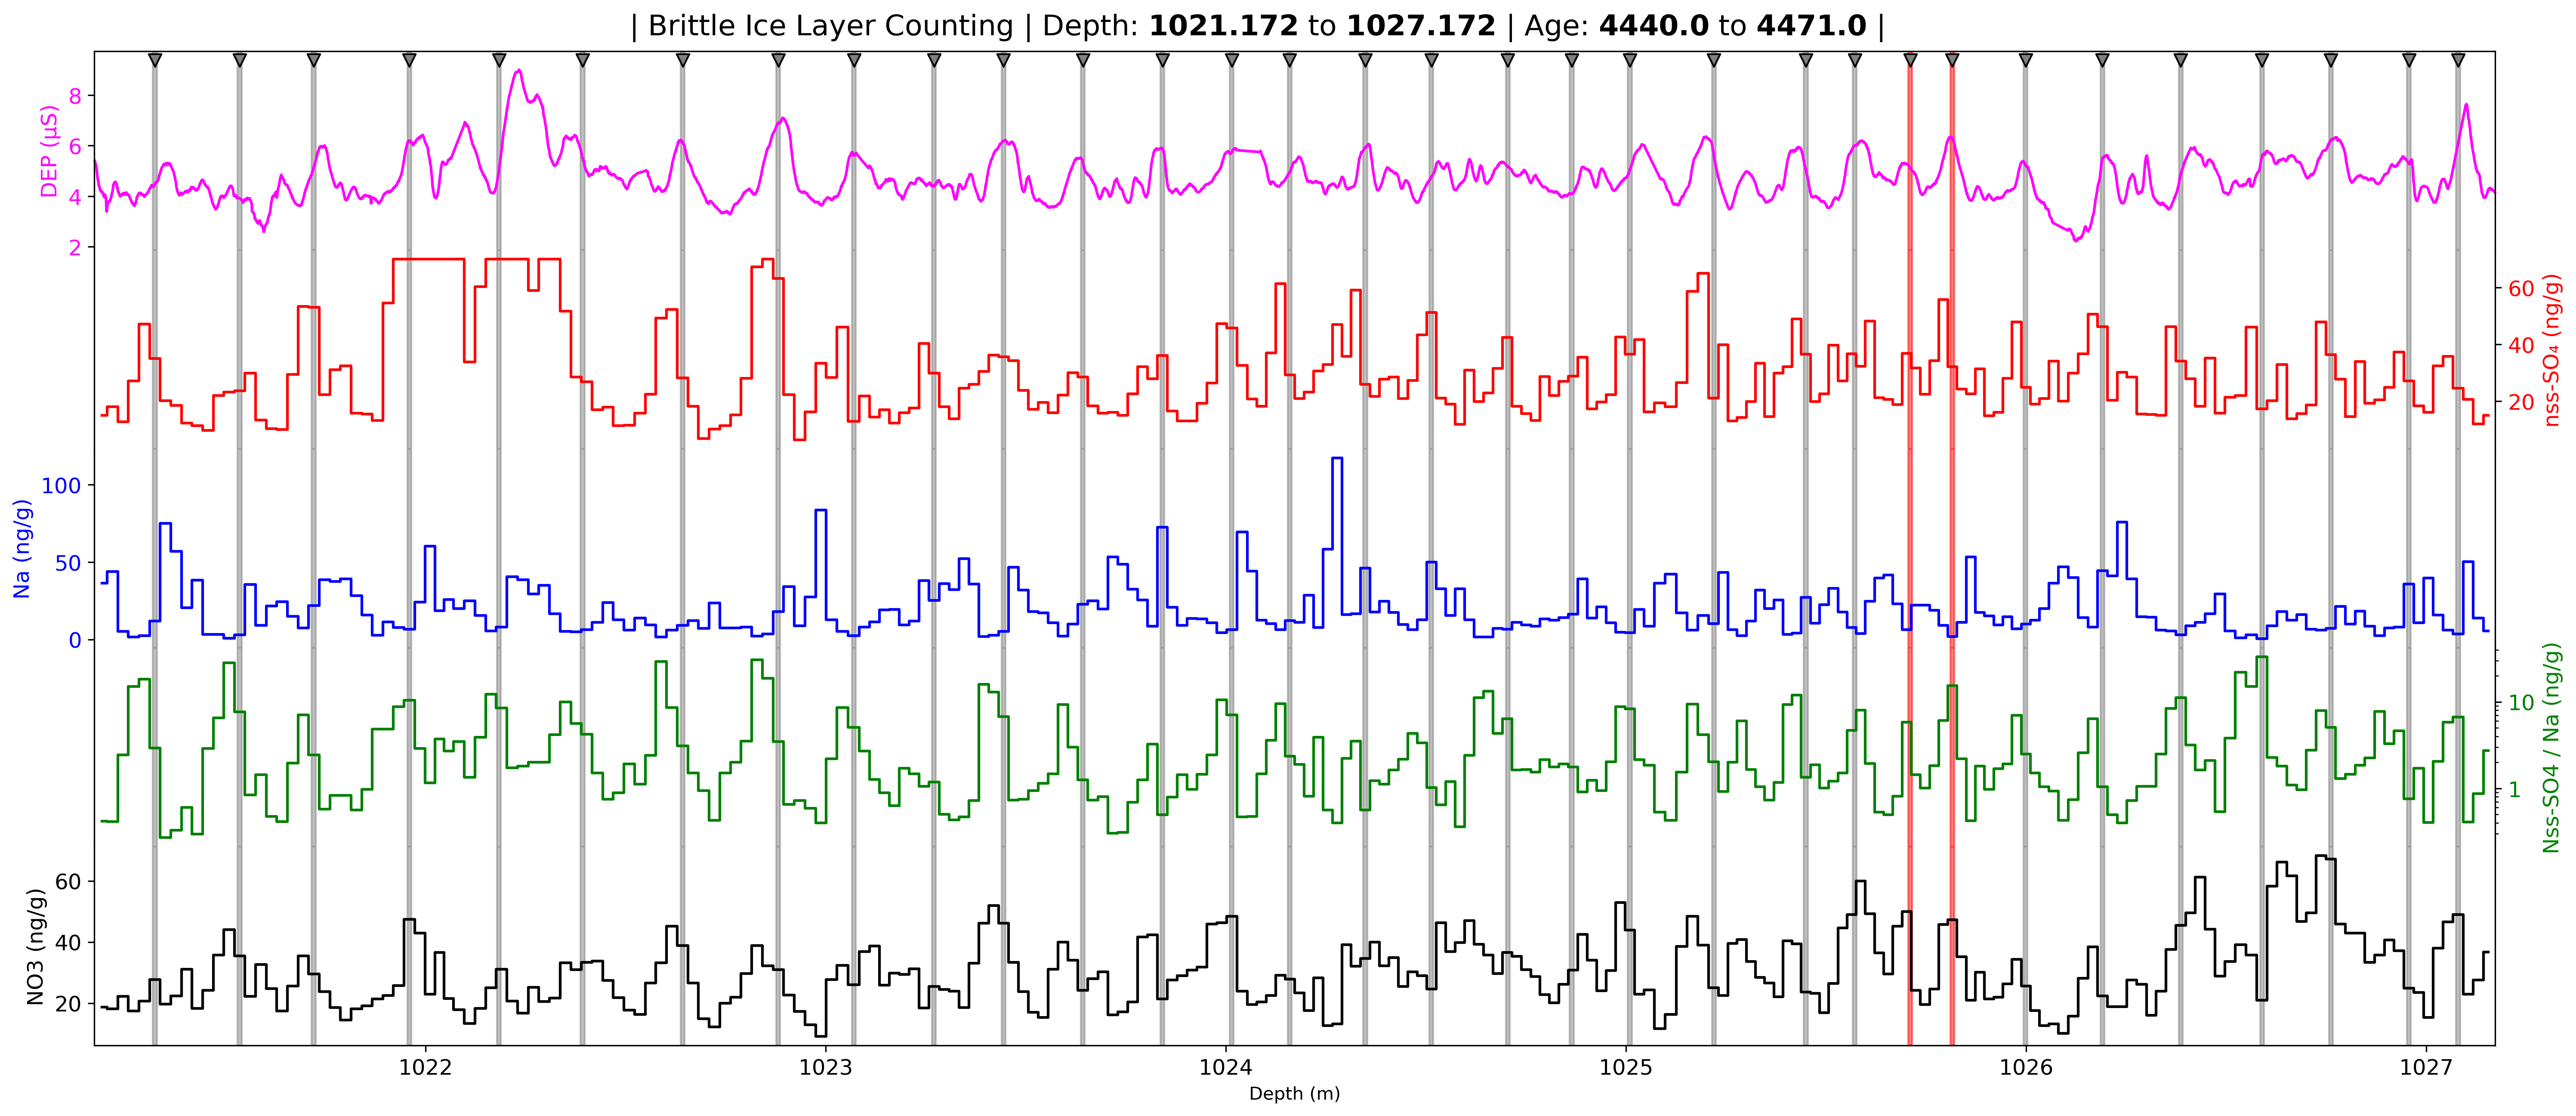 | Brittle Ice Layer Counting | Depth: 1021.172 to 1027.172 | Age: 4440.0 to 4471.0 |
DEP (µS)
8
6
4
2
nss-SO₄ (ng/g)
60
40
20
Na (ng/g)
100
50
0
Nss-SO4 / Na (ng/g)
10
1
NO3 (ng/g)
60
40
20
1022 1023 1024 1025 1026 1027
Depth (m)